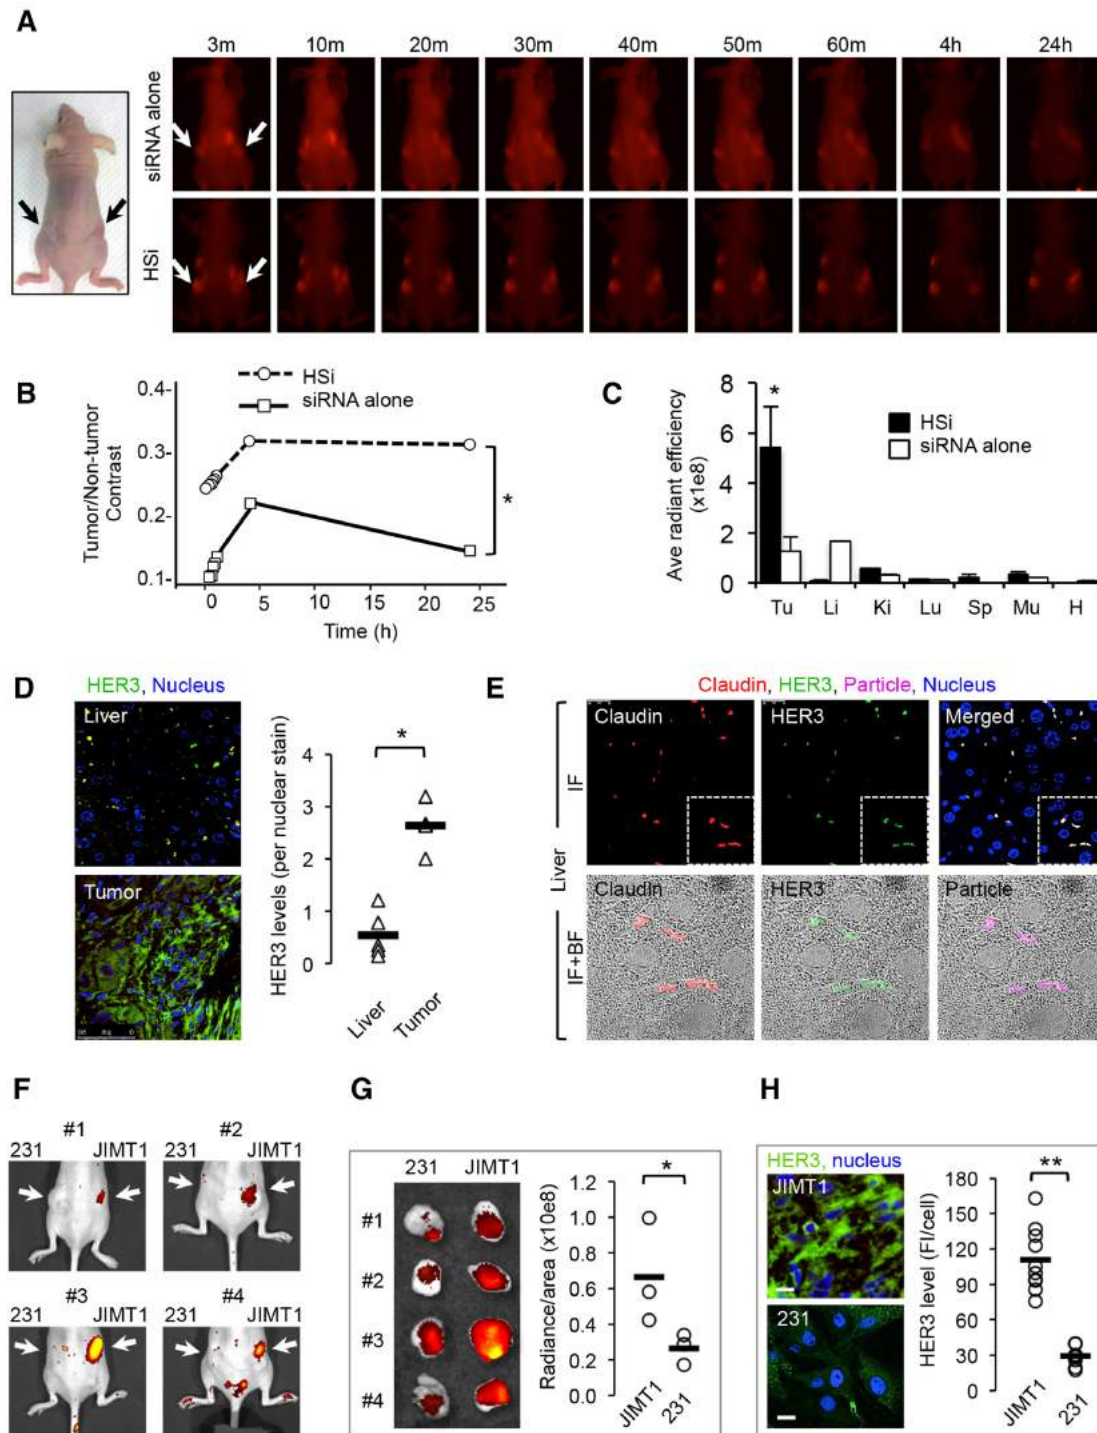 A
3m 10m 20m 30m 40m 50m 60m 4h 24h
siRNA alone
HSi
B
HSi
siRNA alone
Tumor/Non-tumor
Contrast
0.4-
0.3-
0.2-
0.1-
*
0 5 10 15 20 25
Time (h)
C
Ave radiant efficiency
(x1e8)
8
6
4
2
0
*
HSi
siRNA alone
Tu Li Ki Lu Sp Mu H
D
HER3, Nucleus
Liver
Tumor
HER3 levels (per nuclear stain)
4
3
2
1
0
*
Liver
Tumor
E
Claudin, HER3, Particle, Nucleus
Liver
IF
Claudin HER3 Merged
IF+BF
Claudin HER3 Particle
F
#1 #2
231 JIMT1 231 JIMT1
#3 #4
231 JIMT1 231 JIMT1
G
231 JIMT1
#1
#2
#3
#4
Radiance/area (x10e8)
1.2
1.0
0.8
0.6
0.4
0.2
0.0
*
JIMT1
231
H
HER3, nucleus
JIMT1
231
HER3 level (FI/cell)
180
150
120
90
60
30
0
**
JIMT1
231